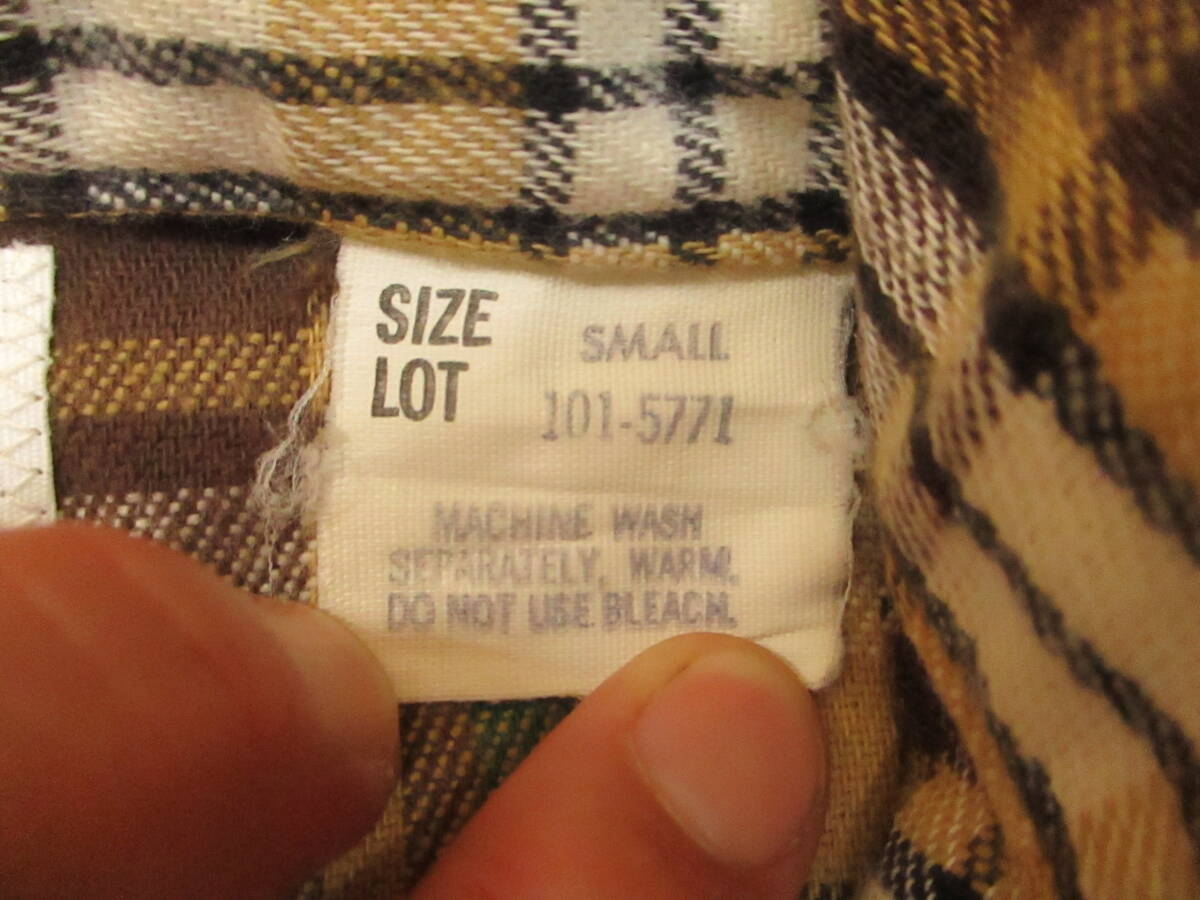 SIZE SMALL
LOT 101-5771
MACHINE WASH
SEPARATELY, WARM.
DO NOT USE BLEACH.